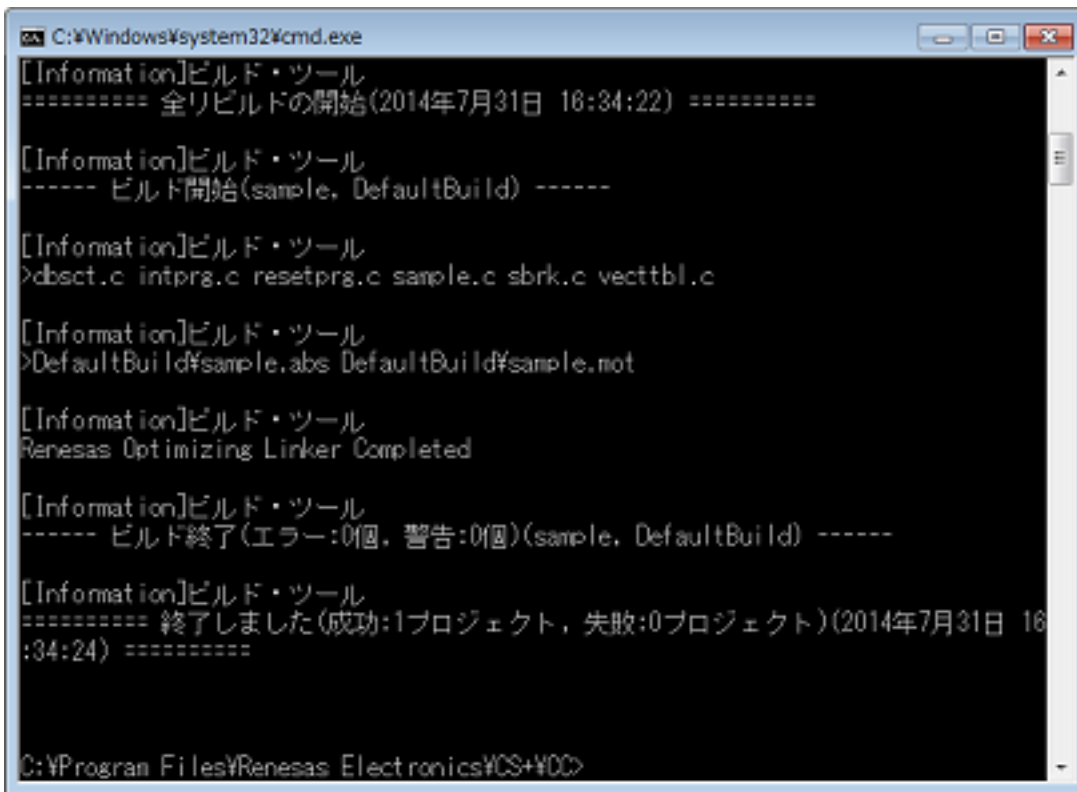 C:¥Windows¥system32¥cmd.exe
[Information]ビルド・ツール
========== 全リビルドの開始(2014年7月31日 16:34:22) ==========
[Information]ビルド・ツール
------ ビルド開始(sample, DefaultBuild) ------
[Information]ビルド・ツール
>dbsct.c intprg.c resetprg.c sample.c sbrk.c vecttbl.c
[Information]ビルド・ツール
>DefaultBuild¥sample.abs DefaultBuild¥sample.mot
[Information]ビルド・ツール
Renesas Optimizing Linker Completed
[Information]ビルド・ツール
------ ビルド終了(エラー:0個, 警告:0個)(sample, DefaultBuild) ------
[Information]ビルド・ツール
========== 終了しました(成功:1プロジェクト, 失敗:0プロジェクト)(2014年7月31日 16
:34:24) ==========
C:¥Program Files¥Renesas Electronics¥CS+¥CC>